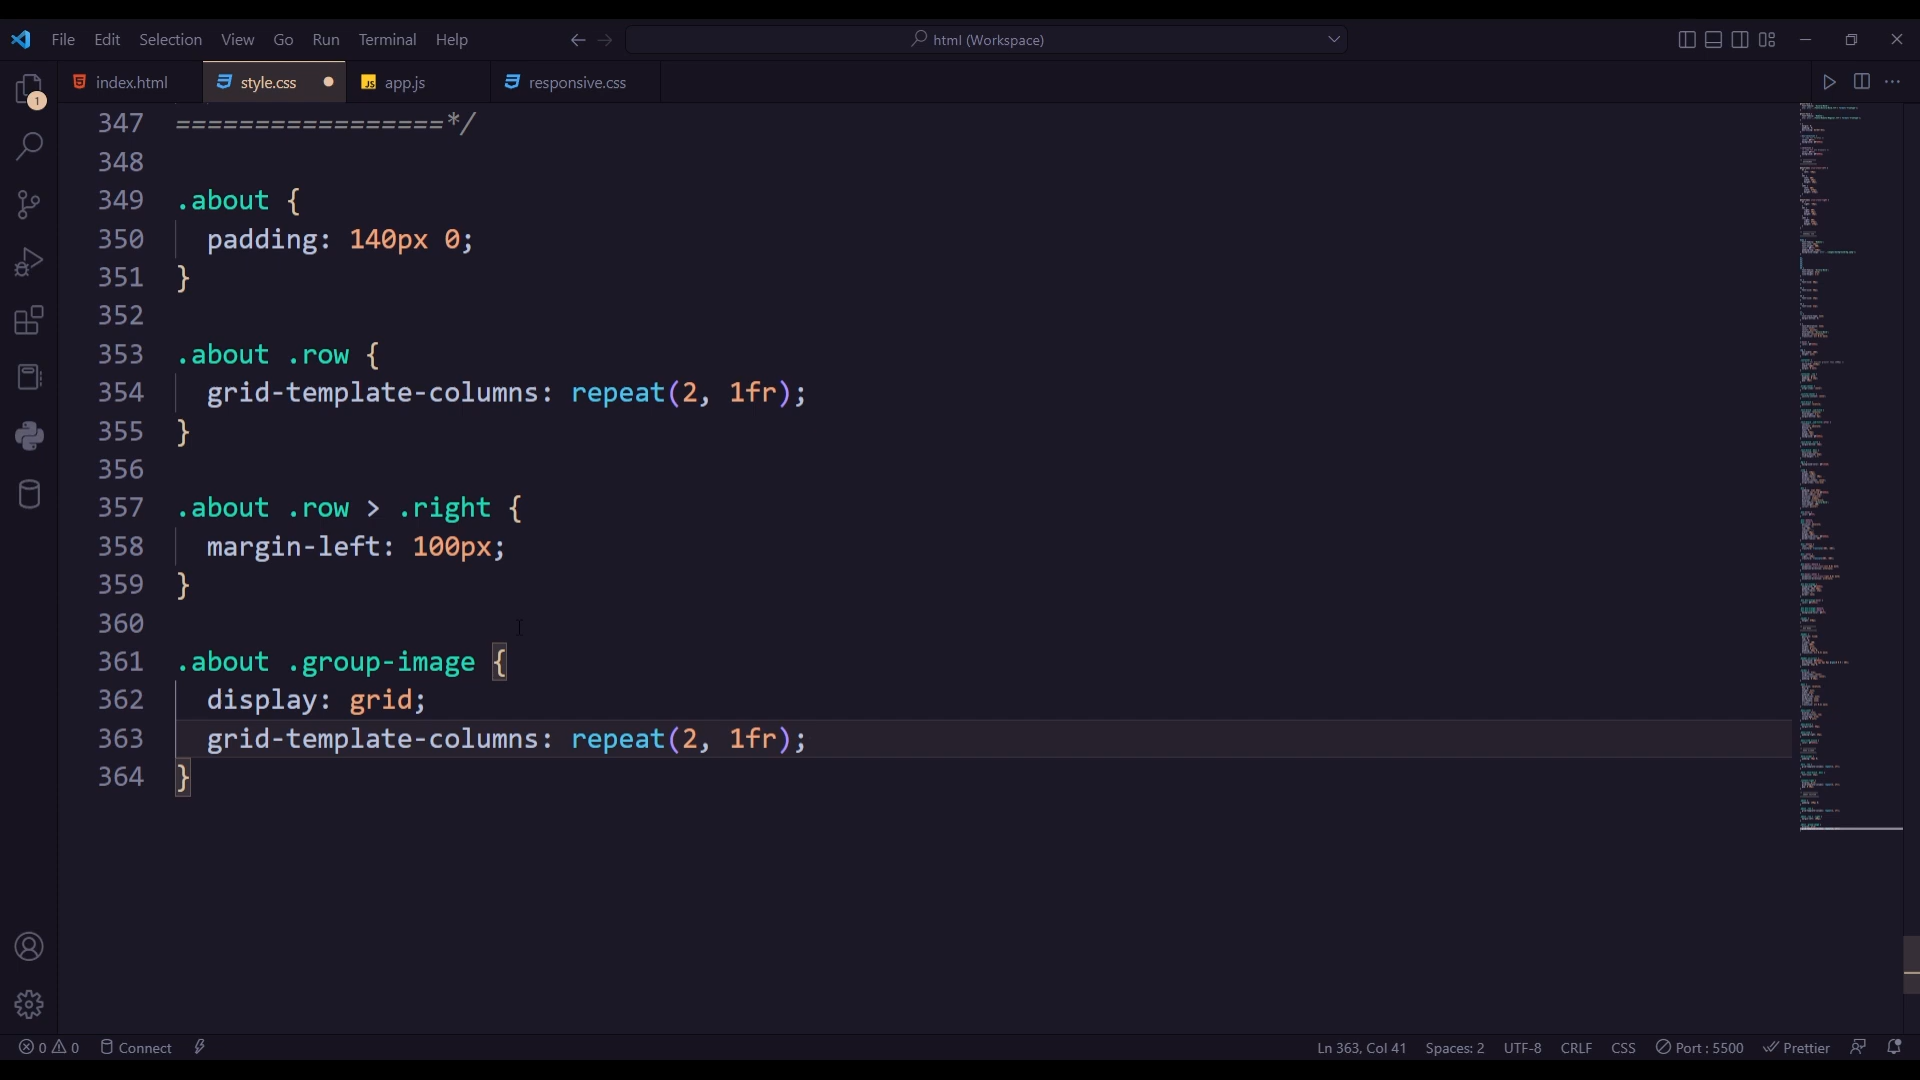 File Edit Selection View Go Run Terminal Help html (Workspace)
index.html style.css app.js responsive.css
1
347 =================*/
348
349 .about {
350 padding: 140px 0;
351 }
352
353 .about .row {
354 grid-template-columns: repeat(2, 1fr);
355 }
356
357 .about .row > .right {
358 margin-left: 100px;
359 }
360
361 .about .group-image {
362 display: grid;
363 grid-template-columns: repeat(2, 1fr);
364 }
0 0 Connect Ln 363, Col 41 Spaces: 2 UTF-8 CRLF CSS Port : 5500 Prettier